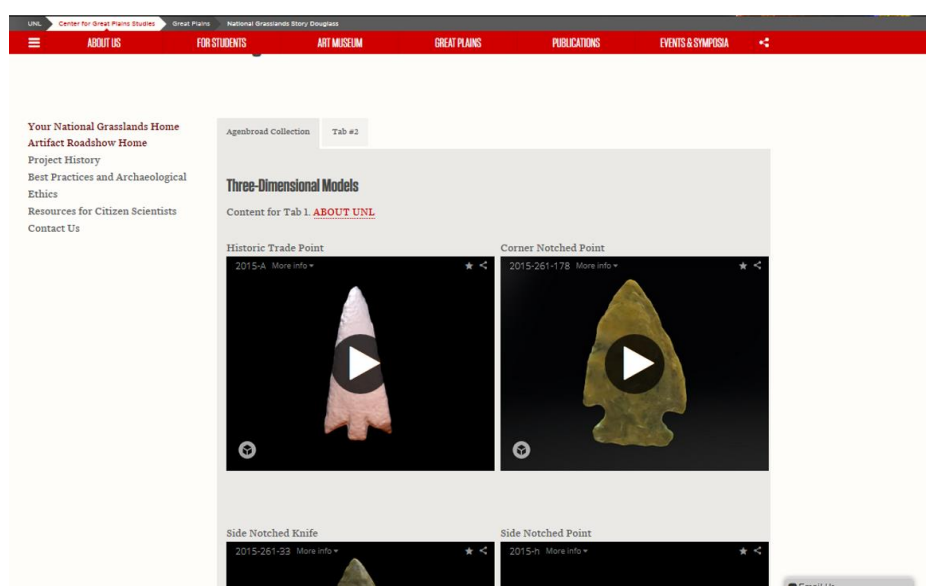 UNL Center for Great Plains Studies Great Plains National Grasslands Story Douglass
ABOUT US FOR STUDENTS ART MUSEUM GREAT PLAINS PUBLICATIONS EVENTS & SYMPOSIA
Your National Grasslands Home
Artifact Roadshow Home
Project History
Best Practices and Archaeological
Ethics
Resources for Citizen Scientists
Contact Us
Agenbroad Collection Tab #2
Three-Dimensional Models
Content for Tab 1. ABOUT UNL
Historic Trade Point
2015-A More info
Corner Notched Point
2015-261-178 More info
Side Notched Knife
2015-261-33 More info
Side Notched Point
2015-h More info
Email Us